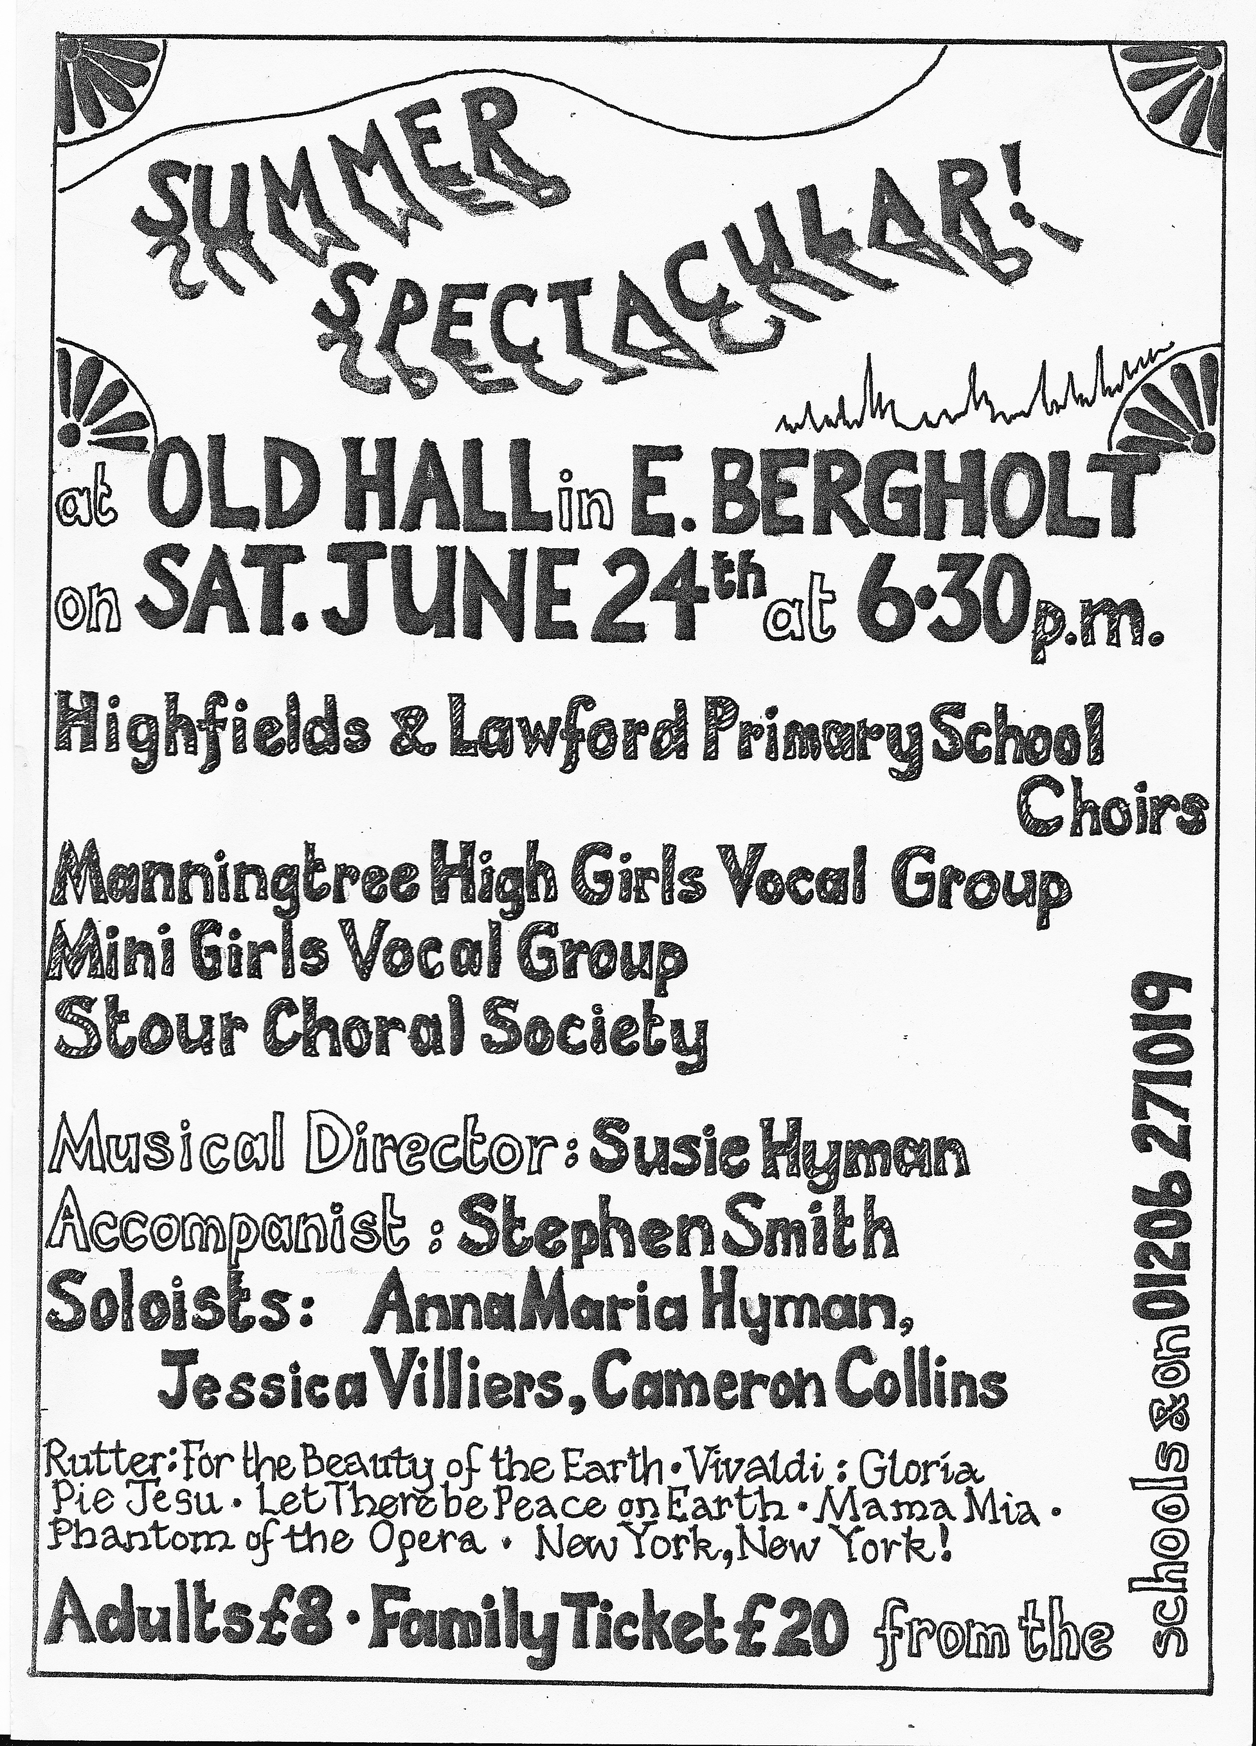 SUMMER
SPECTACULAR!
at OLD HALL in E. BERGHOLT
on SAT. JUNE 24th at 6·30 p.m.
Highfields & Lawford Primary School
Choirs
Manningtree High Girls Vocal Group
Mini Girls Vocal Group
Stour Choral Society
Musical Director: Susie Hyman
Accompanist: Stephen Smith
Soloists: AnnaMaria Hyman,
Jessica Villiers, Cameron Collins
Rutter: For the Beauty of the Earth · Vivaldi: Gloria
Pie Jesu · Let There be Peace on Earth · Mama Mia ·
Phantom of the Opera · New York, New York!
Adults £8 · Family Ticket £20 from the
schools & on 01206 271019